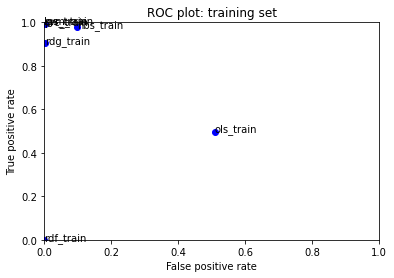 ROC plot: training set
True positive rate
1.0
0.8
0.6
0.4
0.2
0.0
rdg_train
ols_train
rdf_train
0.0 0.2 0.4 0.6 0.8 1.0
False positive rate